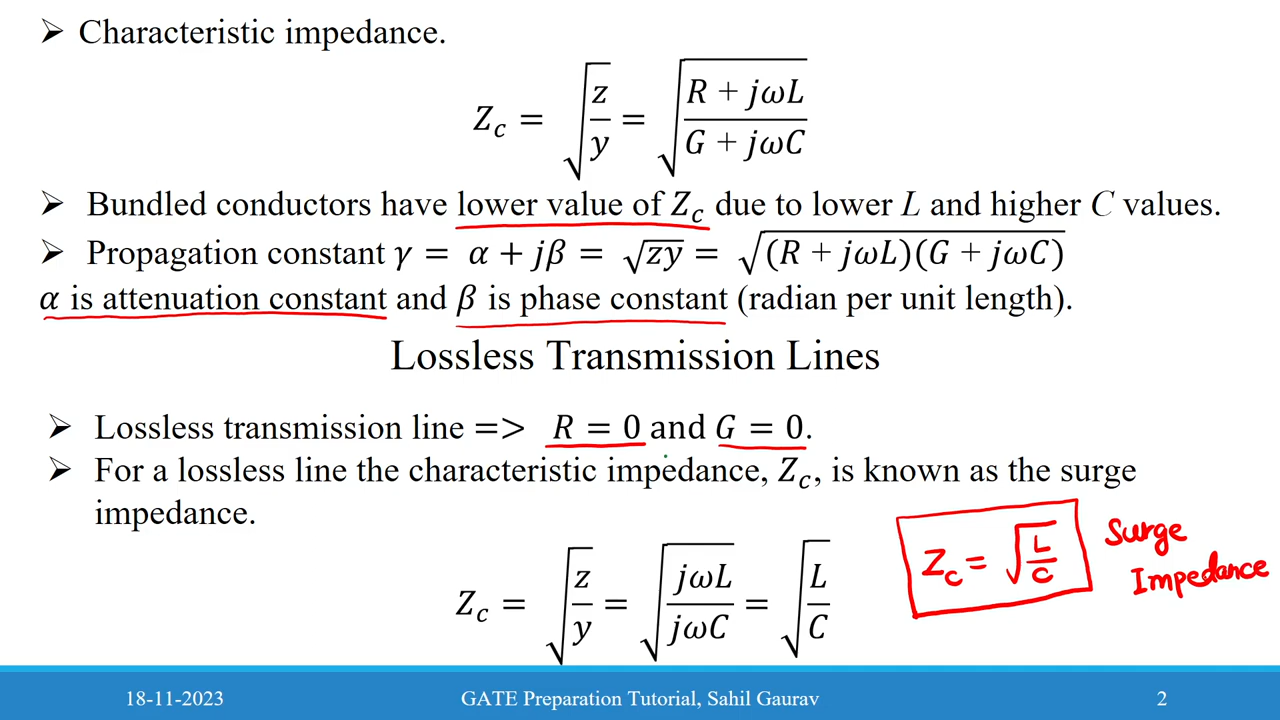 ➢ Characteristic impedance.
Z_c = √(z/y) = √((R + jωL)/(G + jωC))
➢ Bundled conductors have lower value of Z_c due to lower L and higher C values.
➢ Propagation constant γ = α + jβ = √(zy) = √((R + jωL)(G + jωC))
α is attenuation constant and β is phase constant (radian per unit length).
Lossless Transmission Lines
➢ Lossless transmission line => R = 0 and G = 0.
➢ For a lossless line the characteristic impedance, Z_c, is known as the surge
impedance.
Z_c = √(z/y) = √(jωL/jωC) = √(L/C)
Z_c = √(L/C)
Surge
Impedance
18-11-2023
GATE Preparation Tutorial, Sahil Gaurav
2